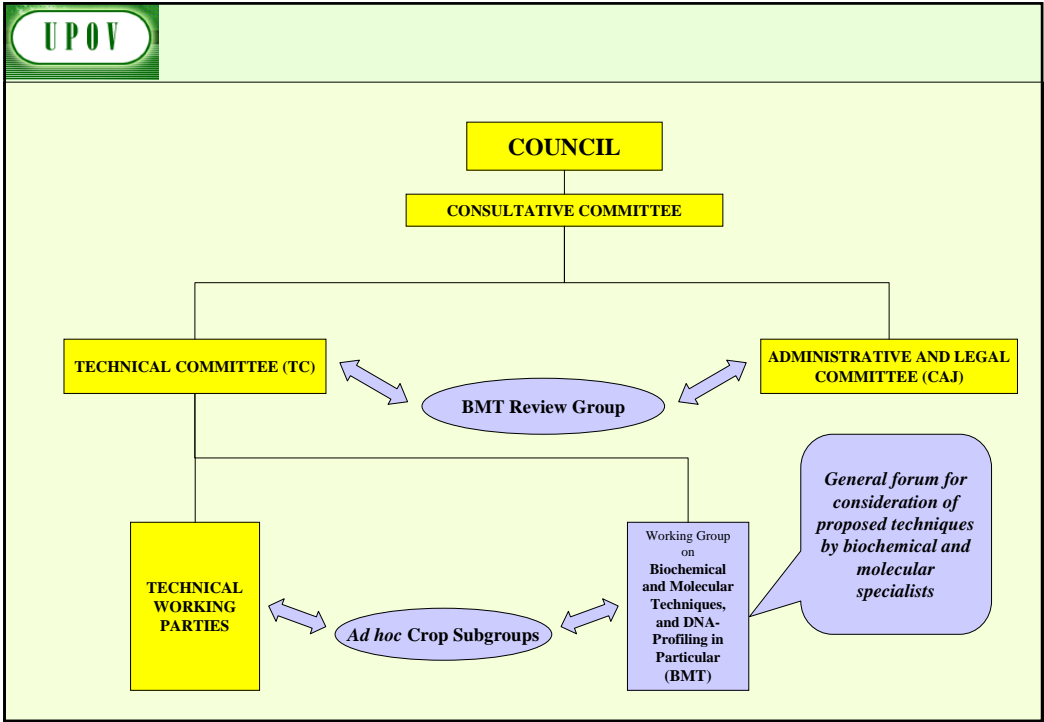 UPOV
COUNCIL
CONSULTATIVE COMMITTEE
TECHNICAL COMMITTEE (TC)
ADMINISTRATIVE AND LEGAL
COMMITTEE (CAJ)
BMT Review Group
General forum for
consideration of
proposed techniques
by biochemical and
molecular
specialists
TECHNICAL
WORKING
PARTIES
Ad hoc Crop Subgroups
Working Group
on
Biochemical
and Molecular
Techniques,
and DNA-
Profiling in
Particular
(BMT)